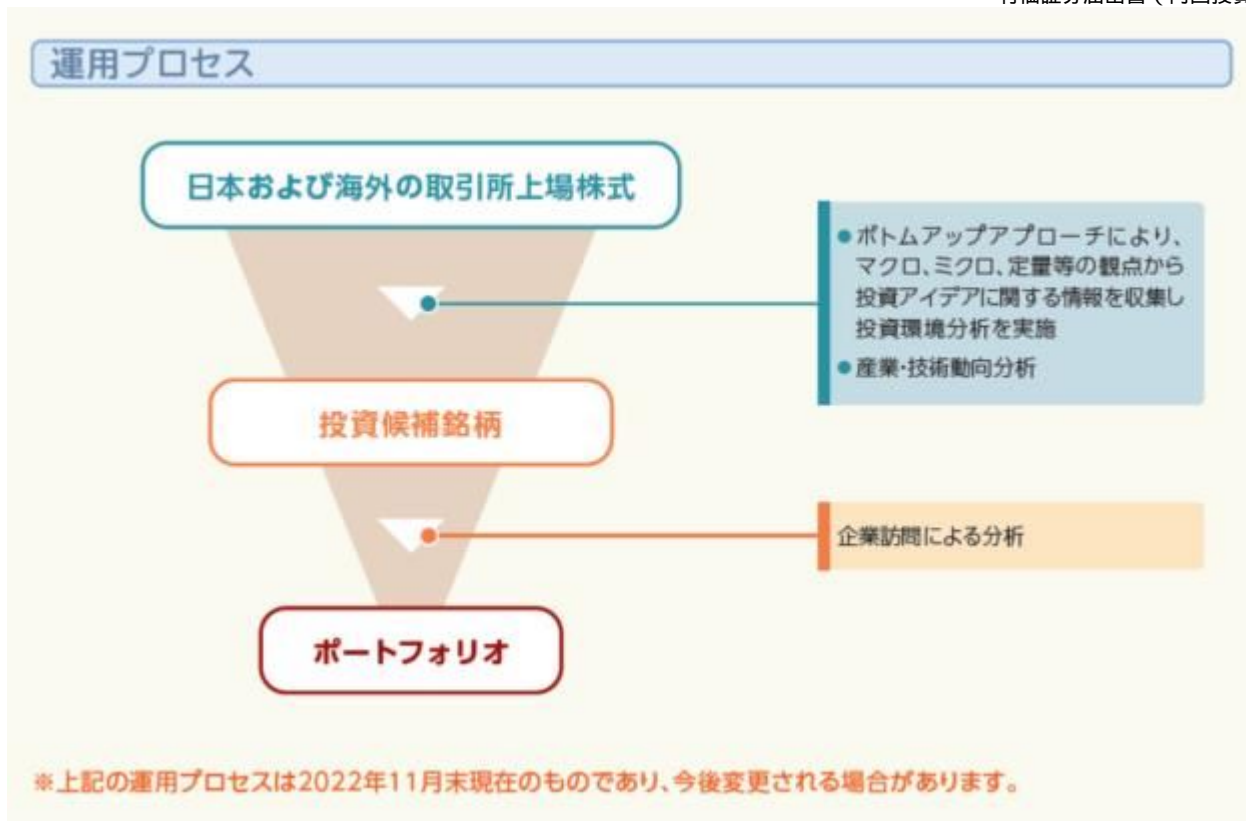 運用プロセス
日本および海外の取引所上場株式
●ボトムアップアプローチにより、
マクロ、ミクロ、定量等の観点から
投資アイデアに関する情報を収集し
投資環境分析を実施
●産業・技術動向分析
投資候補銘柄
企業訪問による分析
ポートフォリオ
※上記の運用プロセスは2022年11月末現在のものであり、今後変更される場合があります。